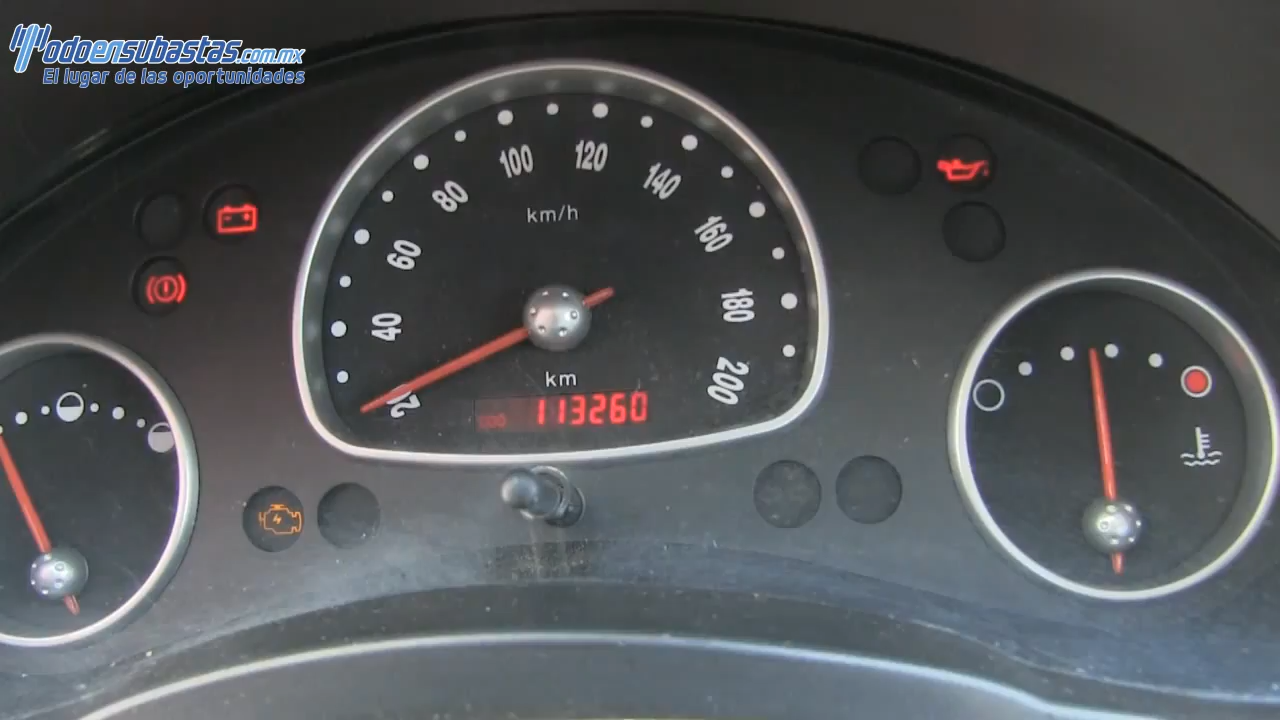 Todoensubastas.com.mx
El lugar de las oportunidades
20
40
60
80
100
120
140
160
180
200
km/h
km
113260